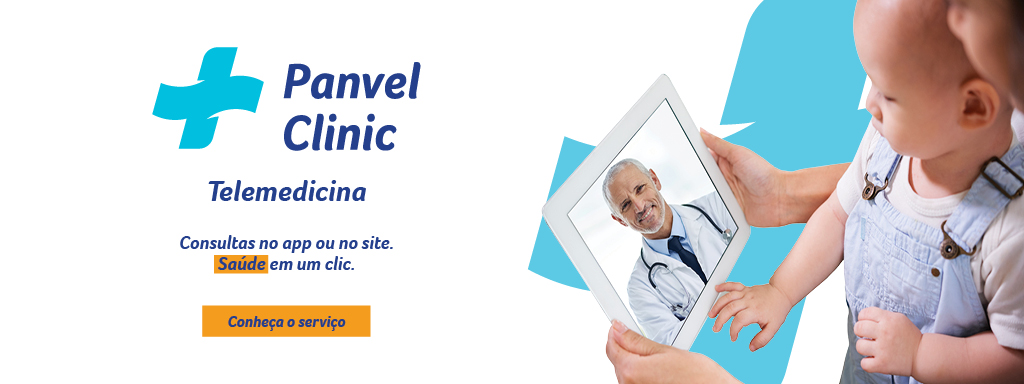 Panvel
Clinic
Telemedicina
Consultas no app ou no site.
Saúde em um clic.
Conheça o serviço